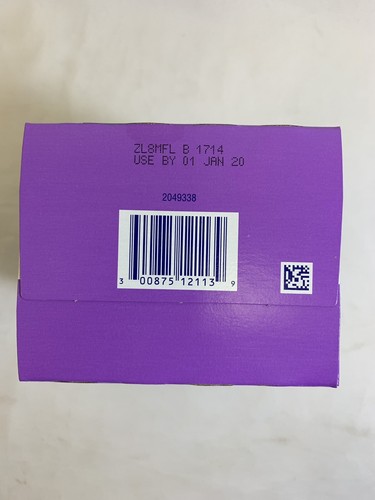 ZL8MFL B 1714
USE BY 01 JAN 20
2049338
3 00875 12113 9